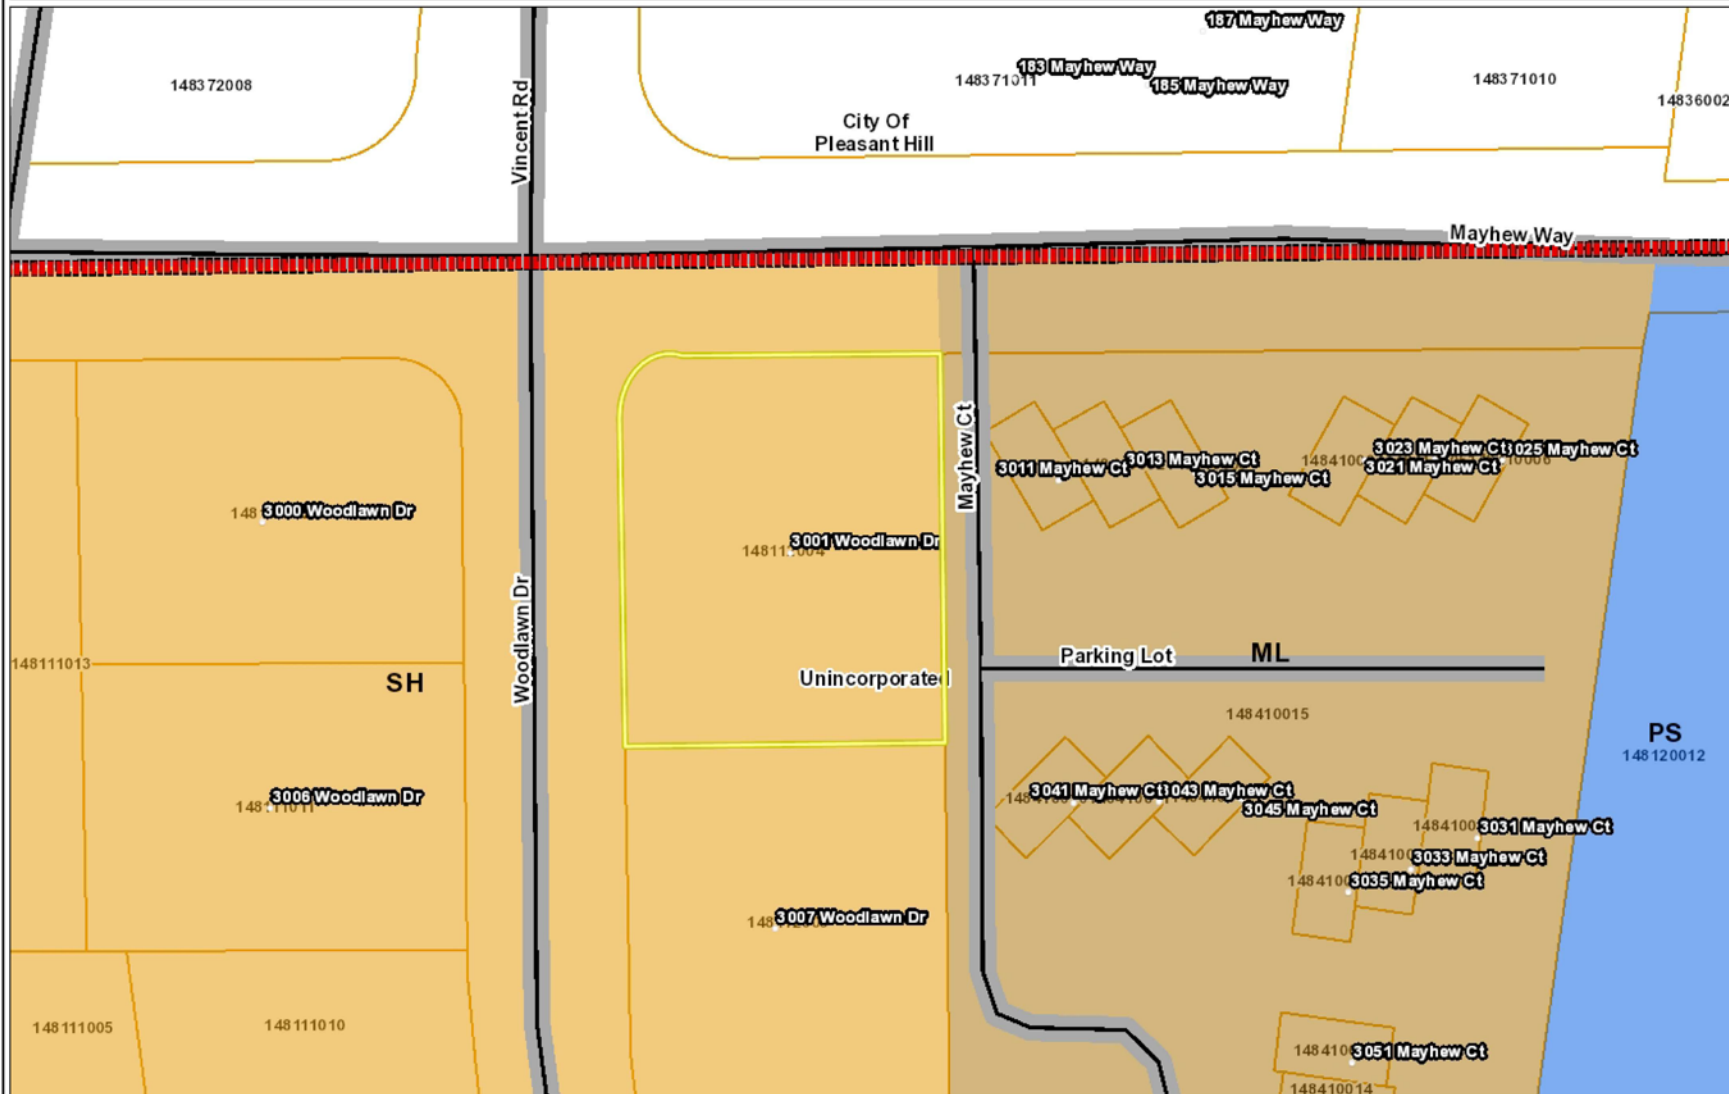 187 Mayhew Way
183 Mayhew Way
148372008
148371011
185 Mayhew Way
148371010
14836002
City Of
Pleasant Hill
Vincent Rd
Mayhew Way
Mayhew Ct
3023 Mayhew Ct
3025 Mayhew Ct
3011 Mayhew Ct
3013 Mayhew Ct
3021 Mayhew Ct
3015 Mayhew Ct
3000 Woodlawn Dr
3001 Woodlawn Dr
Woodlawn Dr
148111013
SH
Unincorporated
Parking Lot
ML
148410015
PS
148120012
3006 Woodlawn Dr
3041 Mayhew Ct
3043 Mayhew Ct
3045 Mayhew Ct
3031 Mayhew Ct
3033 Mayhew Ct
3035 Mayhew Ct
3007 Woodlawn Dr
148111005
148111010
3051 Mayhew Ct
148410014